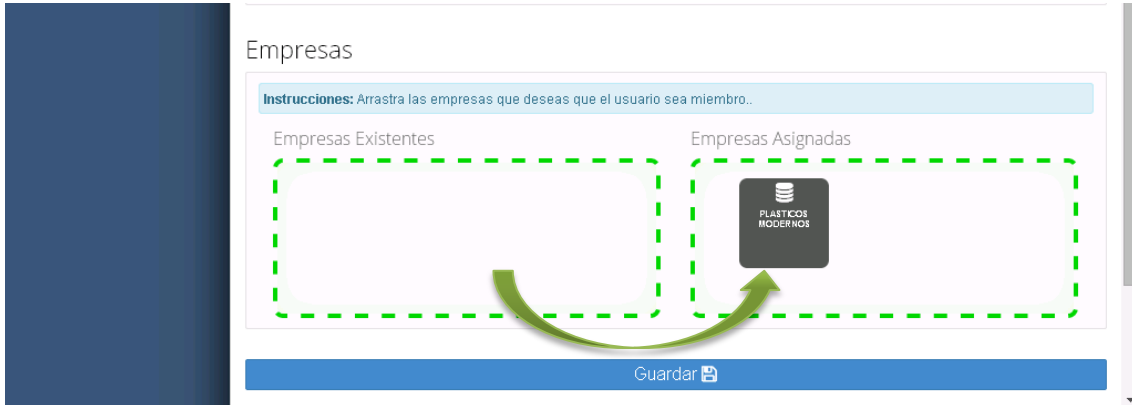 Empresas
Instrucciones: Arrastra las empresas que deseas que el usuario sea miembro..
Empresas Existentes
Empresas Asignadas
PLASTICOS
MODERNOS
Guardar